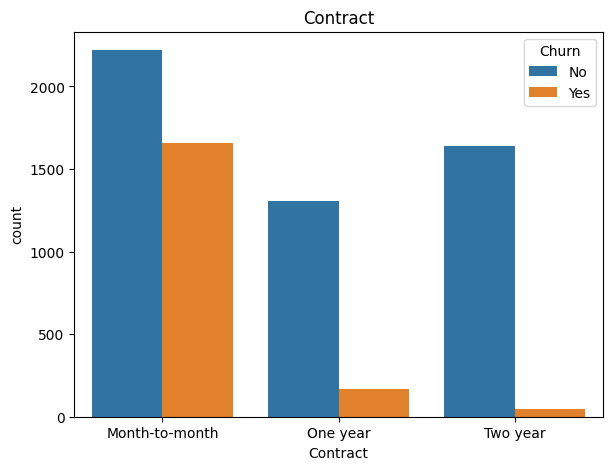 Contract
Churn
No
Yes
count
2000
1500
1000
500
0
Month-to-month
One year
Two year
Contract